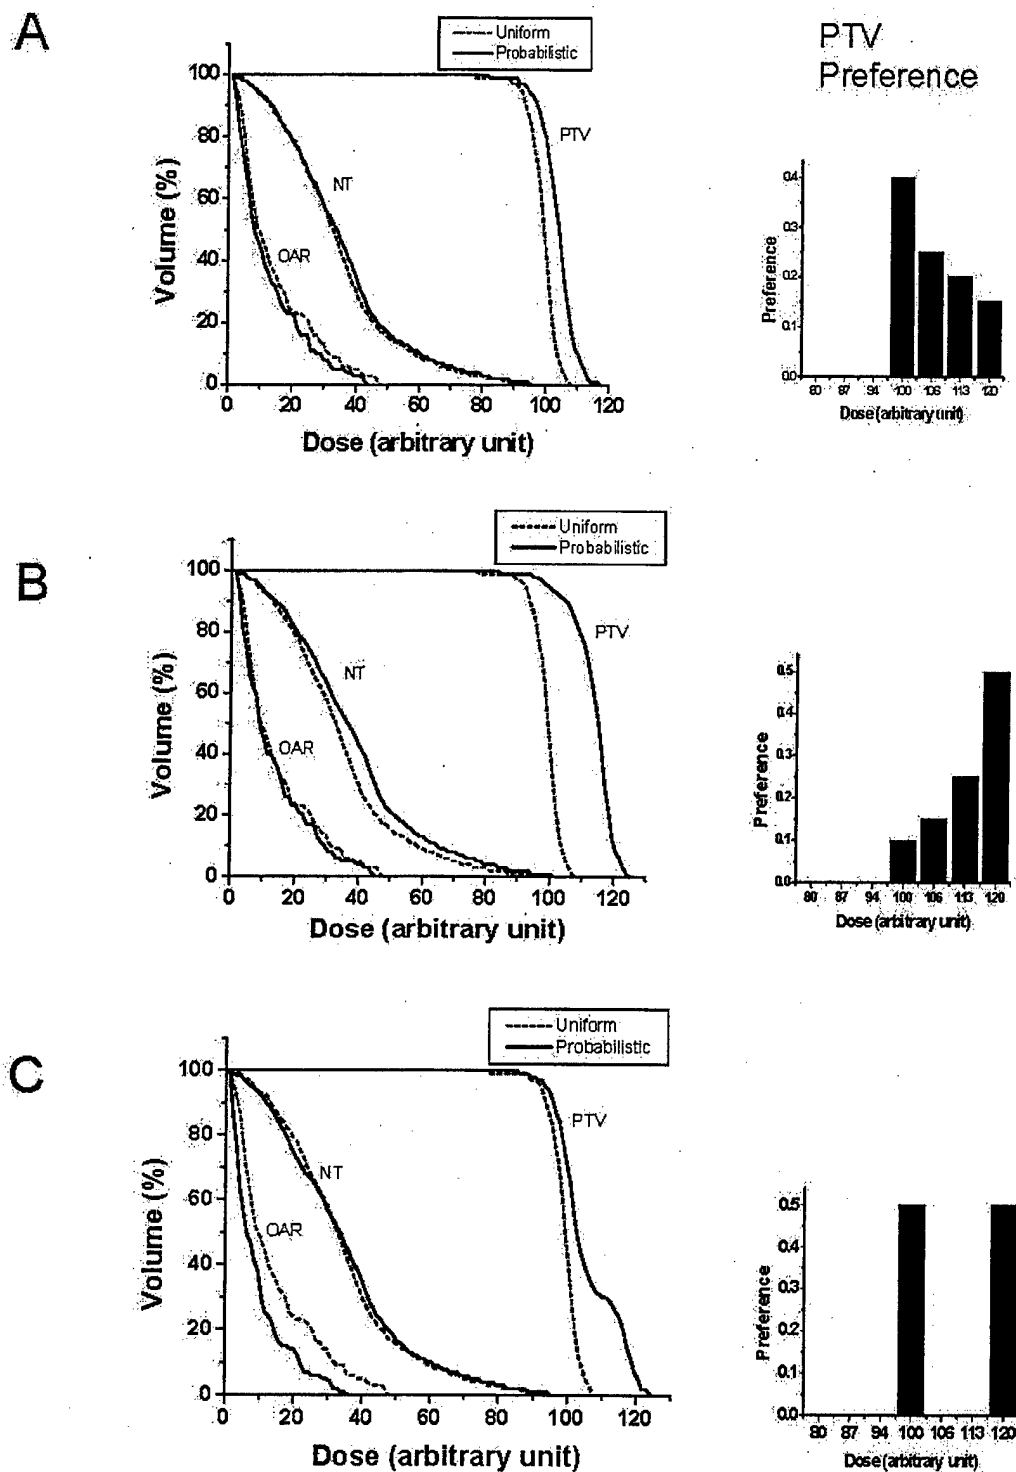 A
Uniform
Probabilistic
PTV
Preference
100
80
60
40
20
0
Volume (%)
NT
OAR
PTV
0 20 40 60 80 100 120
Dose (arbitrary unit)
0.4
0.3
0.2
0.1
0.0
Preference
80 87 94 100 106 113 120
Dose (arbitrary unit)
B
Uniform
Probabilistic
100
80
60
40
20
0
Volume (%)
NT
OAR
PTV
0 20 40 60 80 100 120
Dose (arbitrary unit)
0.5
0.4
0.3
0.2
0.1
0.0
Preference
80 87 94 100 106 113 120
Dose (arbitrary unit)
C
Uniform
Probabilistic
100
80
60
40
20
0
Volume (%)
NT
OAR
PTV
0 20 40 60 80 100 120
Dose (arbitrary unit)
0.5
0.4
0.3
0.2
0.1
0.0
Preference
80 87 94 100 106 113 120
Dose (arbitrary unit)